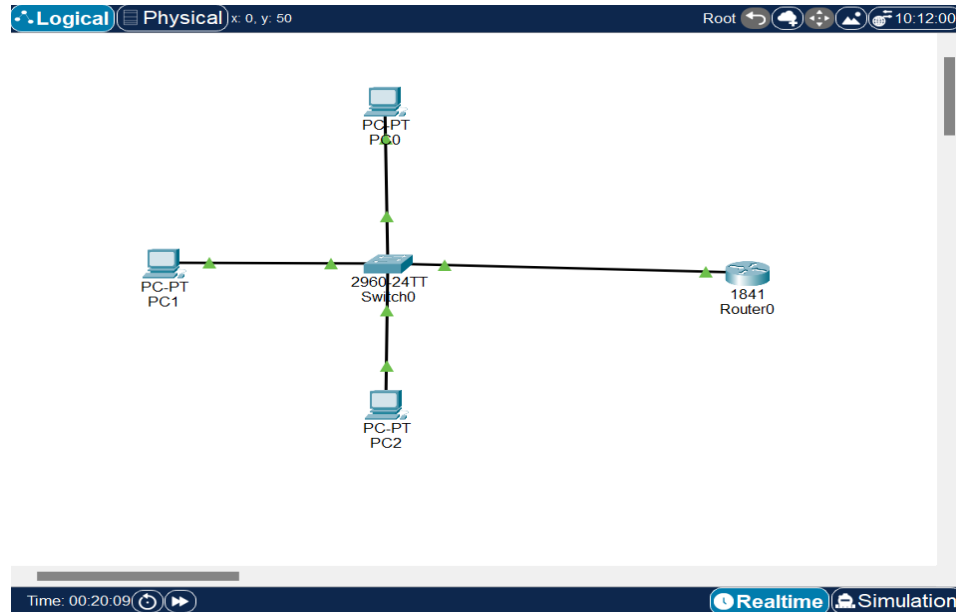 Logical Physical x: 0, y: 50 Root 10:12:00
PC-PT
PC0
PC-PT
PC1
2960-24TT
Switch0
1841
Router0
PC-PT
PC2
Time: 00:20:09 Realtime Simulation